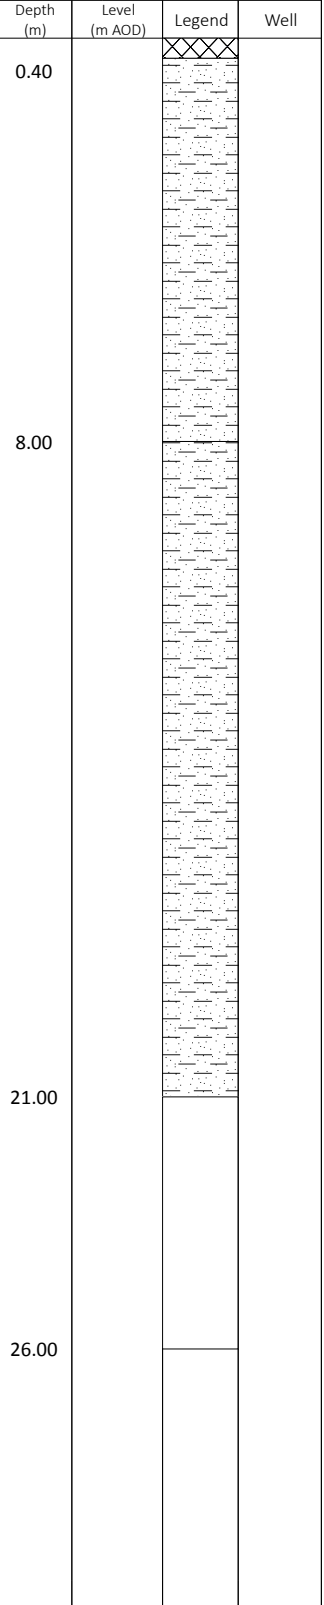 Depth
(m)
Level
(m AOD)
Legend
Well
0.40
8.00
21.00
26.00